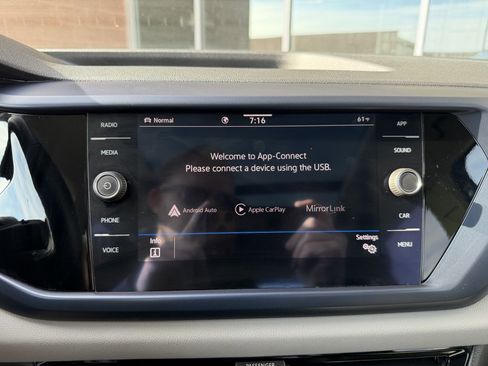 Normal 7:16 61°F
RADIO
MEDIA
PHONE
VOICE
Welcome to App-Connect
Please connect a device using the USB.
Android Auto Apple CarPlay MirrorLink
Info Settings
APP
SOUND
CAR
MENU
PASSENGER